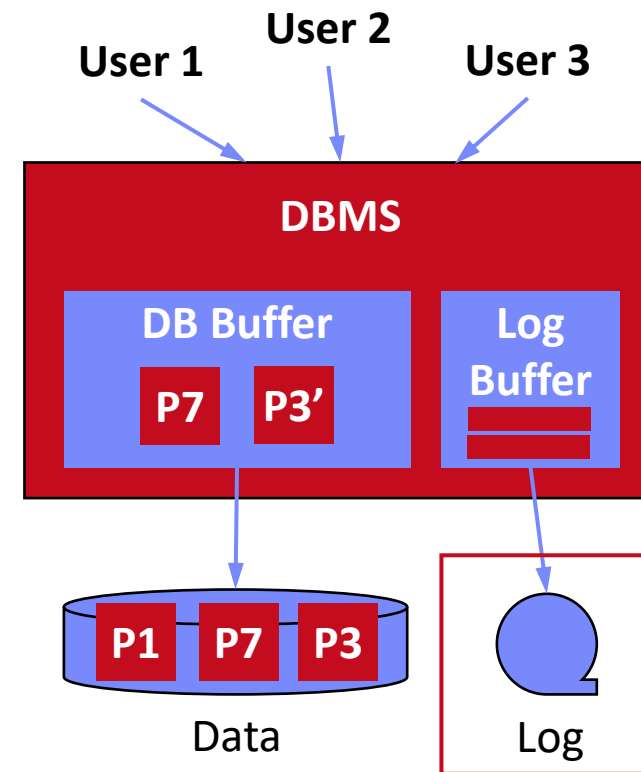 User 1
User 2
User 3
DBMS
DB Buffer
P7
P3’
Log
Buffer
P1
P7
P3
Data
Log